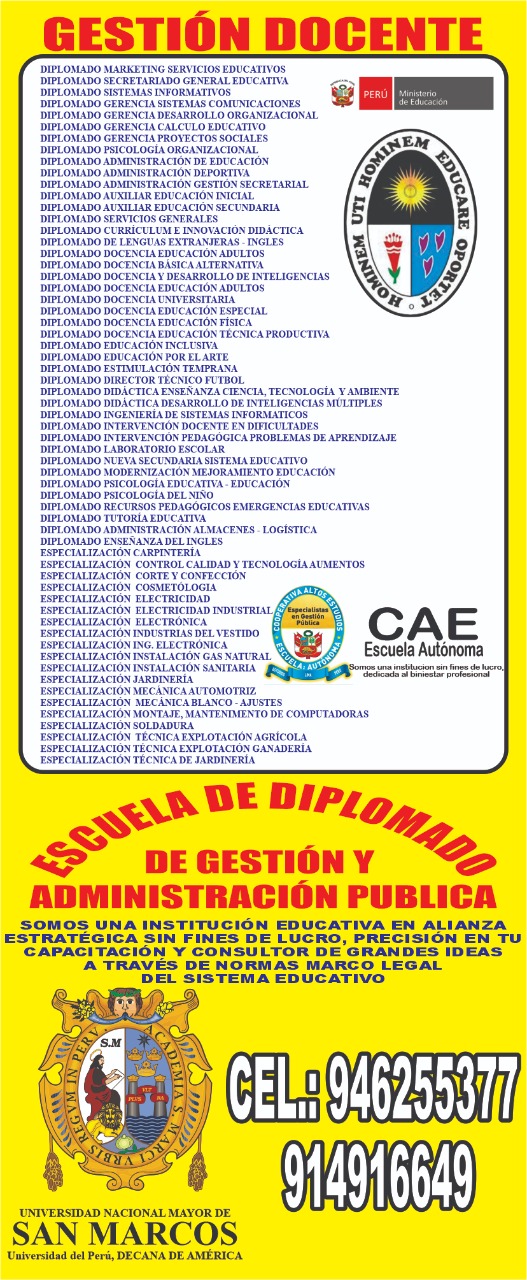 GESTIÓN DOCENTE
DIPLOMADO MARKETING SERVICIOS EDUCATIVOS
DIPLOMADO SECRETARIADO GENERAL EDUCATIVA
DIPLOMADO SISTEMAS INFORMATIVOS
DIPLOMADO GERENCIA SISTEMAS COMUNICACIONES
DIPLOMADO GERENCIA DESARROLLO ORGANIZACIONAL
DIPLOMADO GERENCIA CALCULO EDUCATIVO
DIPLOMADO GERENCIA PROYECTOS SOCIALES
DIPLOMADO PSICOLOGÍA ORGANIZACIONAL
DIPLOMADO ADMINISTRACIÓN DE EDUCACIÓN
DIPLOMADO ADMINISTRACIÓN DEPORTIVA
DIPLOMADO ADMINISTRACIÓN GESTIÓN SECRETARIAL
DIPLOMADO AUXILIAR EDUCACIÓN INICIAL
DIPLOMADO AUXILIAR EDUCACIÓN SECUNDARIA
DIPLOMADO SERVICIOS GENERALES
DIPLOMADO CURRÍCULUM E INNOVACIÓN DIDÁCTICA
DIPLOMADO DE LENGUAS EXTRANJERAS - INGLES
DIPLOMADO DOCENCIA EDUCACIÓN ADULTOS
DIPLOMADO DOCENCIA BÁSICA ALTERNATIVA
DIPLOMADO DOCENCIA Y DESARROLLO DE INTELIGENCIAS
DIPLOMADO DOCENCIA EDUCACIÓN ADULTOS
DIPLOMADO DOCENCIA UNIVERSITARIA
DIPLOMADO DOCENCIA EDUCACIÓN ESPECIAL
DIPLOMADO DOCENCIA EDUCACIÓN FÍSICA
DIPLOMADO DOCENCIA EDUCACIÓN TÉCNICA PRODUCTIVA
DIPLOMADO EDUCACIÓN INCLUSIVA
DIPLOMADO EDUCACIÓN POR EL ARTE
DIPLOMADO ESTIMULACIÓN TEMPRANA
DIPLOMADO DIRECTOR TÉCNICO FUTBOL
DIPLOMADO DIDÁCTICA ENSEÑANZA CIENCIA, TECNOLOGÍA Y AMBIENTE
DIPLOMADO DIDÁCTICA DESARROLLO DE INTELIGENCIAS MÚLTIPLES
DIPLOMADO INGENIERÍA DE SISTEMAS INFORMATICOS
DIPLOMADO INTERVENCIÓN DOCENTE EN DIFICULTADES
DIPLOMADO INTERVENCIÓN PEDAGÓGICA PROBLEMAS DE APRENDIZAJE
DIPLOMADO LABORATORIO ESCOLAR
DIPLOMADO NUEVA SECUNDARIA SISTEMA EDUCATIVO
DIPLOMADO MODERNIZACIÓN MEJORAMIENTO EDUCACIÓN
DIPLOMADO PSICOLOGÍA EDUCATIVA - EDUCACIÓN
DIPLOMADO PSICOLOGÍA DEL NIÑO
DIPLOMADO RECURSOS PEDAGÓGICOS EMERGENCIAS EDUCATIVAS
DIPLOMADO TUTORÍA EDUCATIVA
DIPLOMADO ADMINISTRACIÓN ALMACENES - LOGÍSTICA
DIPLOMADO ENSEÑANZA DEL INGLES
ESPECIALIZACIÓN CARPINTERÍA
ESPECIALIZACIÓN CONTROL CALIDAD Y TECNOLOGÍA AUMENTOS
ESPECIALIZACIÓN CORTE Y CONFECCIÓN
ESPECIALIZACIÓN COSMETÓLOGIA
ESPECIALIZACIÓN ELECTRICIDAD
ESPECIALIZACIÓN ELECTRICIDAD INDUSTRIAL
ESPECIALIZACIÓN ELECTRÓNICA
ESPECIALIZACIÓN INDUSTRIAS DEL VESTIDO
ESPECIALIZACIÓN ING. ELECTRÓNICA
ESPECIALIZACIÓN INSTALACIÓN GAS NATURAL
ESPECIALIZACIÓN INSTALACIÓN SANITARIA
ESPECIALIZACIÓN JARDINERÍA
ESPECIALIZACIÓN MECÁNICA AUTOMOTRIZ
ESPECIALIZACIÓN MECÁNICA BLANCO - AJUSTES
ESPECIALIZACIÓN MONTAJE, MANTENIMENTO DE COMPUTADORAS
ESPECIALIZACIÓN SOLDADURA
ESPECIALIZACIÓN TÉCNICA EXPLOTACIÓN AGRÍCOLA
ESPECIALIZACIÓN TÉCNICA EXPLOTACIÓN GANADERÍA
ESPECIALIZACIÓN TÉCNICA DE JARDINERÍA
PERÚ
Ministerio
de Educación
HOMINEM UTI HOMINEM EDUCARE OPORTET
COOPERATIVA ALTOS ESTUDIOS
Especialistas
en Gestión
Pública
ESCUELA: AUTÓNOMA
CAE
Escuela Autónoma
Somos una institucion sin fines de lucro,
dedicada al biniestar profesional
ESCUELA DE DIPLOMADO
DE GESTIÓN Y
ADMINISTRACIÓN PUBLICA
SOMOS UNA INSTITUCIÓN EDUCATIVA EN ALIANZA
ESTRATÉGICA SIN FINES DE LUCRO, PRECISIÓN EN TU
CAPACITACIÓN Y CONSULTOR DE GRANDES IDEAS
A TRAVÉS DE NORMAS MARCO LEGAL
DEL SISTEMA EDUCATIVO
S.M
ACADEMIA S. MARCI VRBIS REGVM IN PERV
PLUS VLT RA
CEL.: 946255377
914916649
UNIVERSIDAD NACIONAL MAYOR DE
SAN MARCOS
Universidad del Perú, DECANA DE AMÉRICA